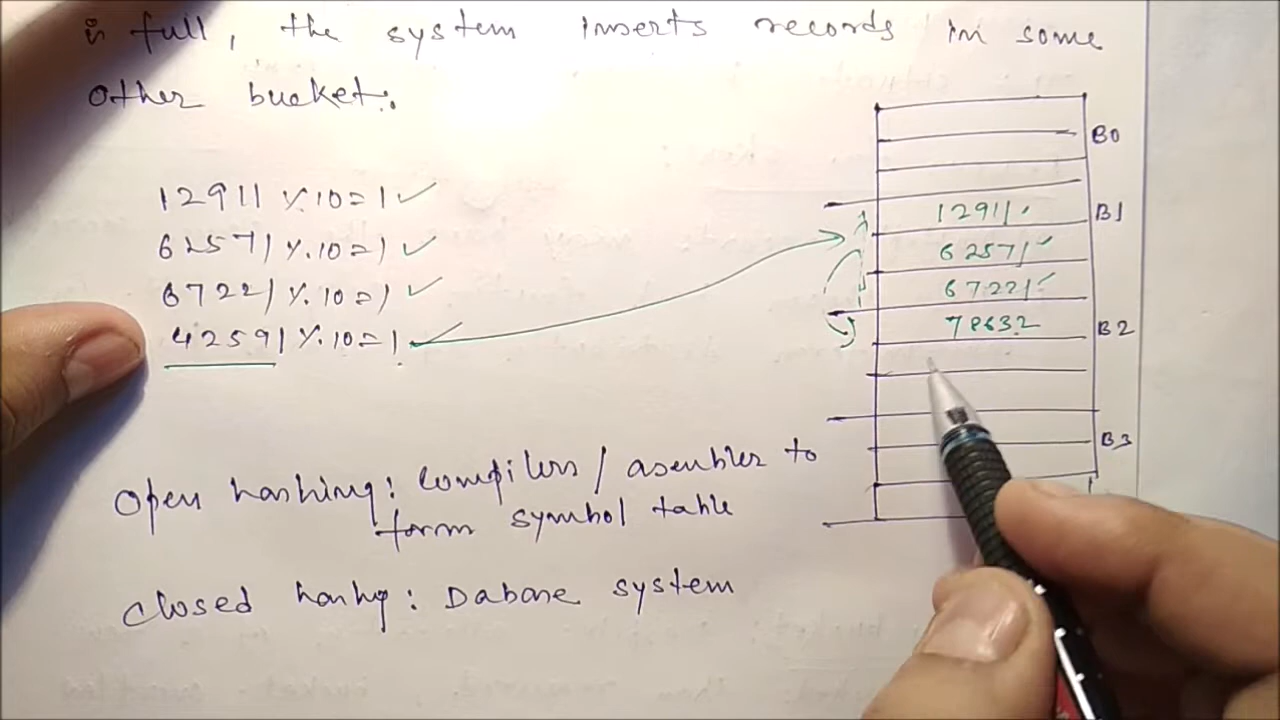 is full, the system inserts records in some
other bucket.
12911 % 10 = 1 ✓
62571 % 10 = 1 ✓
67221 % 10 = 1 ✓
42591 % 10 = 1
B0
12911
B1
62571 ✓
67221 ✓
78632
B2
B3
Open hashing: compilers / asembler to
form symbol table
closed hashing: Dabase system